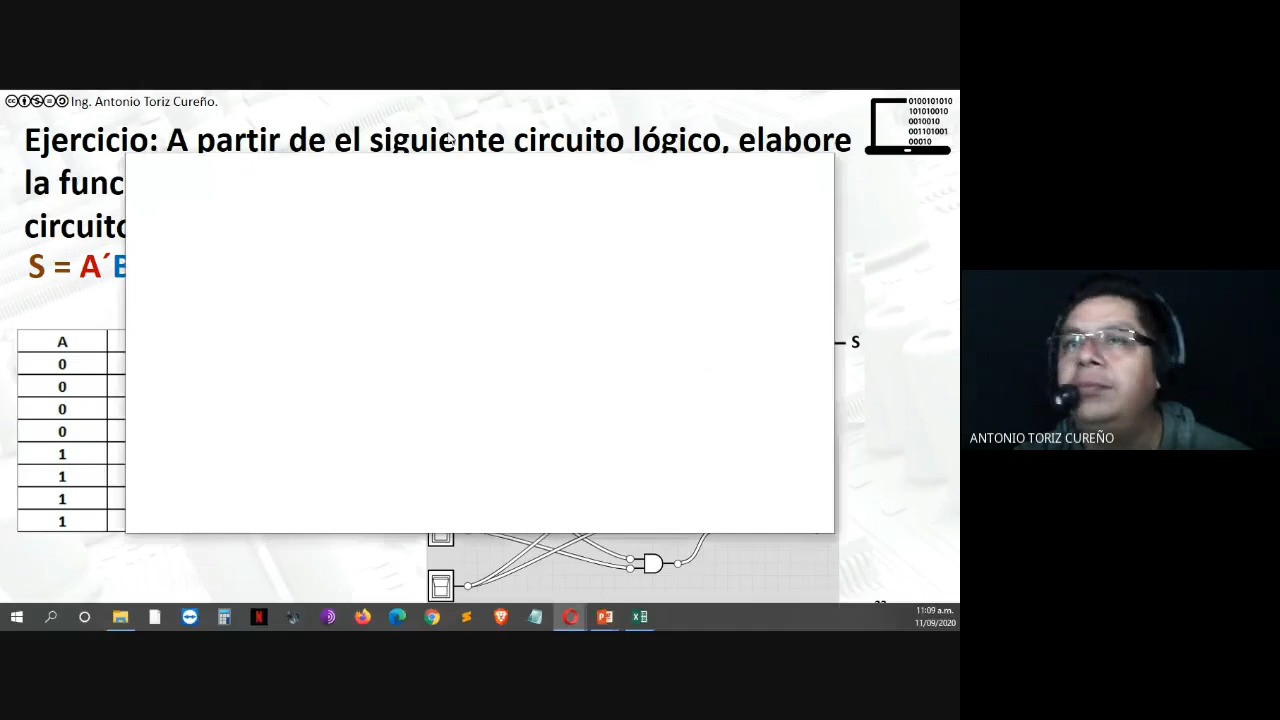 Ing. Antonio Toriz Cureño.
0100101010
101010010
0010010
001101001
00010
Ejercicio: A partir de el siguiente circuito lógico, elabore
la func
circuito
S = A´B
A
0
0
0
0
1
1
1
1
S
ANTONIO TORIZ CUREÑO
11:09 a.m.
11/09/2020